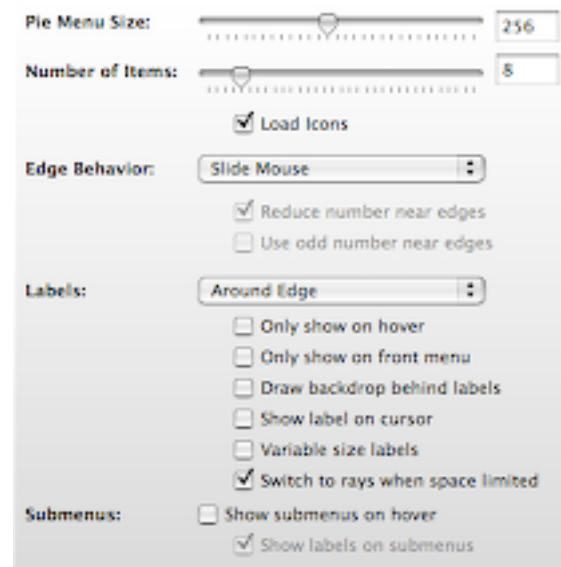 Pie Menu Size: 256
Number of Items: 8
Load Icons
Edge Behavior: Slide Mouse
Reduce number near edges
Use odd number near edges
Labels: Around Edge
Only show on hover
Only show on front menu
Draw backdrop behind labels
Show label on cursor
Variable size labels
Switch to rays when space limited
Submenus: Show submenus on hover
Show labels on submenus